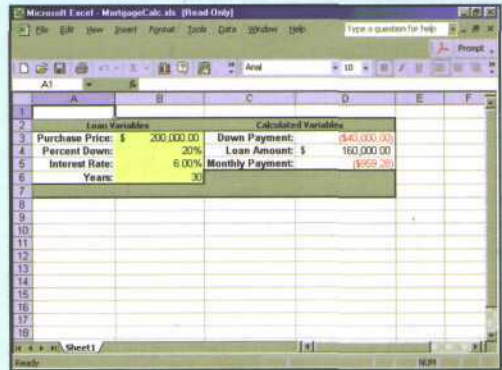 Microsoft Excel - MortgageCalc.xls [Read-Only]
File Edit View Insert Format Tools Data Window Help Type a question for help
Prompt
Arial 10 B I U
A1 fx
A B C D E F
1
2 Loan Variables Calculated Variables
3 Purchase Price: $ 200,000.00 Down Payment: ($40,000.00)
4 Percent Down: 20% Loan Amount: $ 160,000.00
5 Interest Rate: 6.00% Monthly Payment: ($959.28)
6 Years: 30
7
8
9
10
11
12
13
14
15
16
17
18
Sheet1
Ready NUM